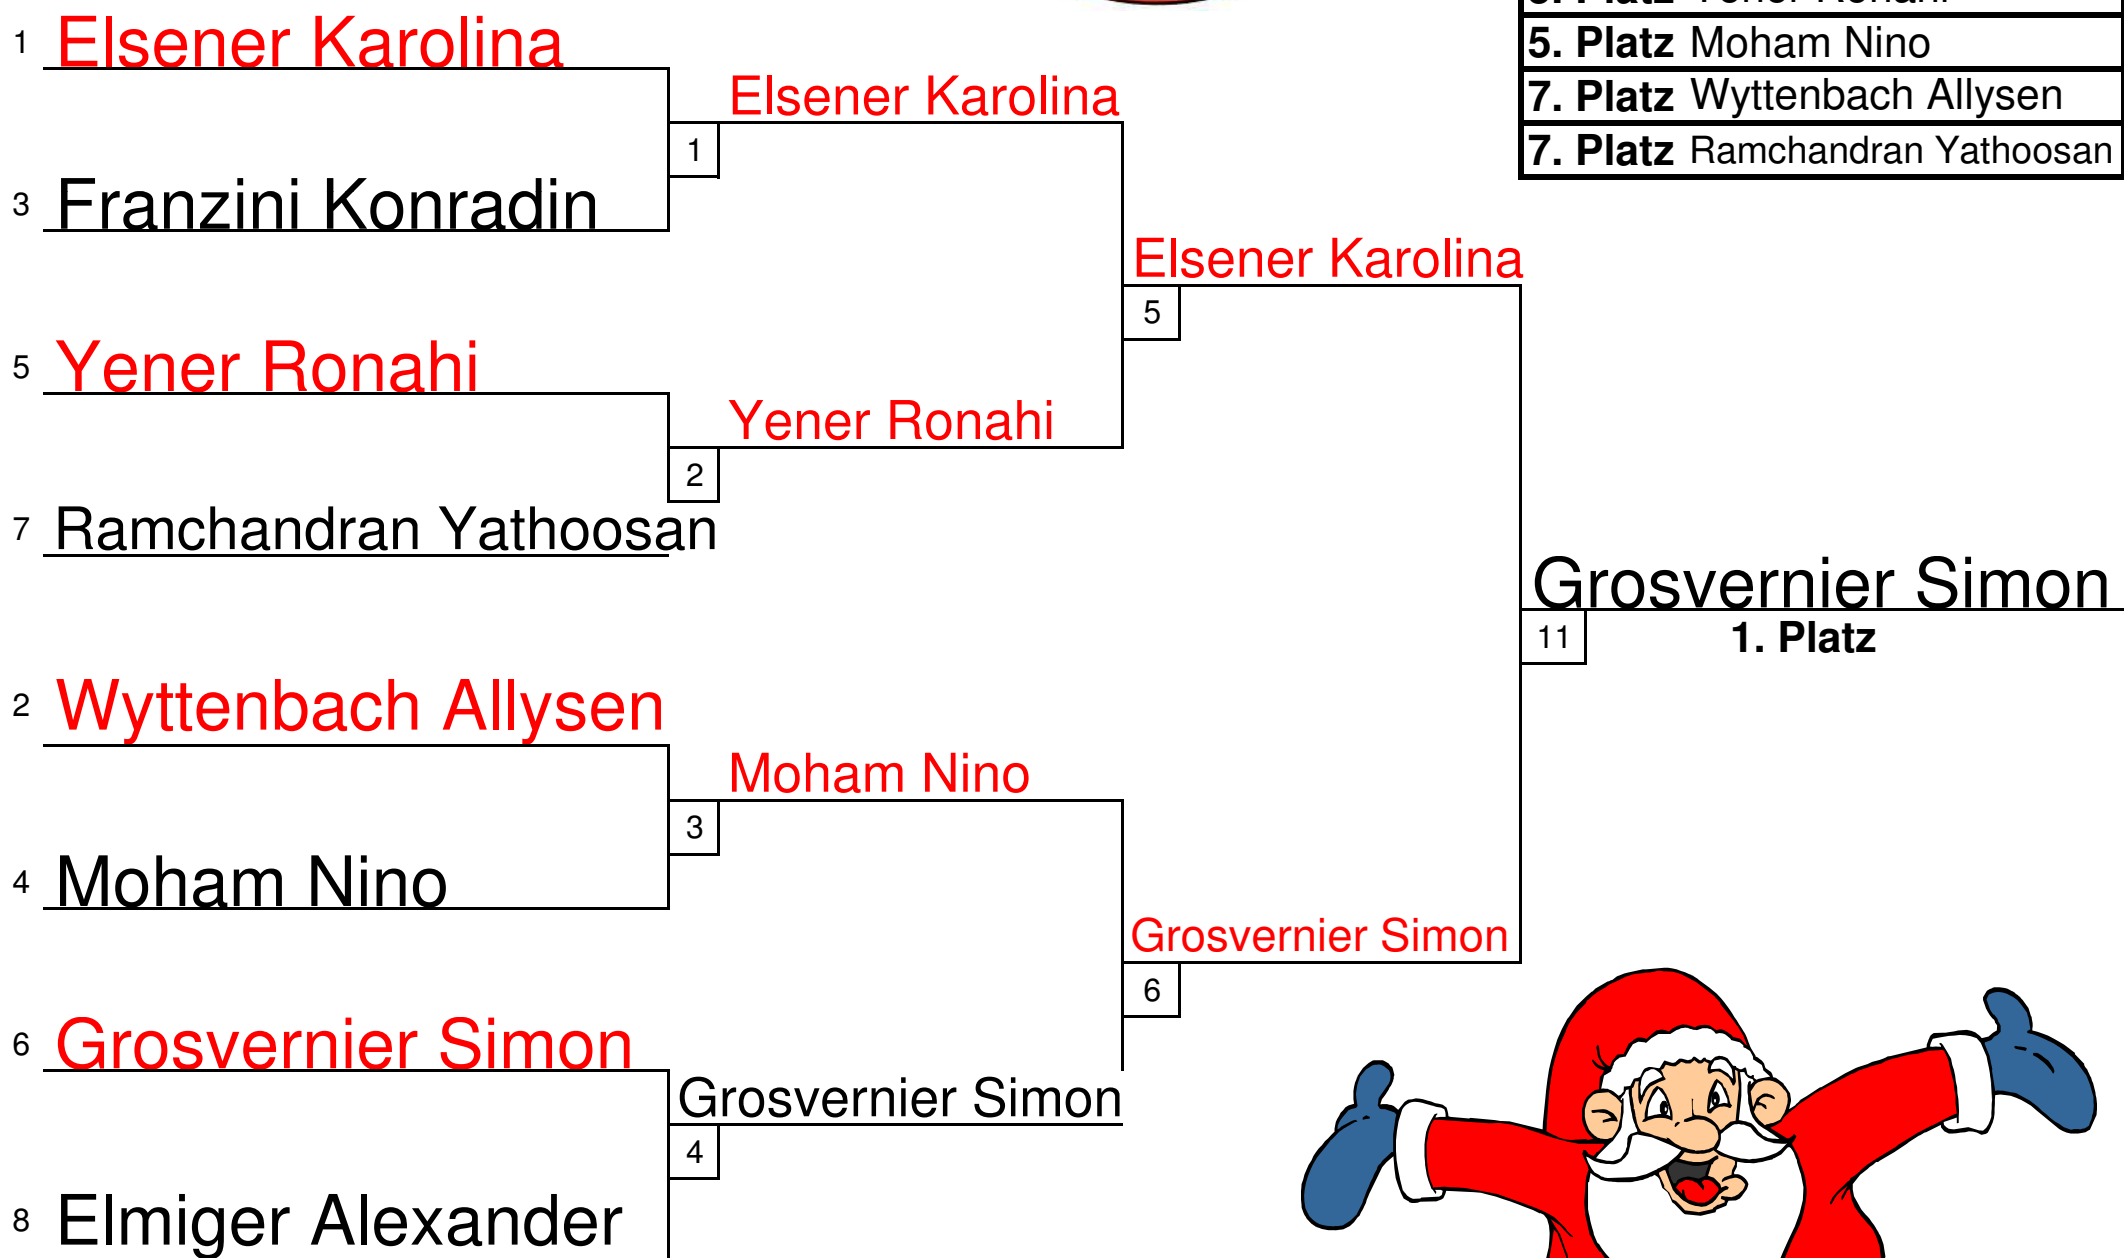 1 Elsener Karolina
5. Platz Moham Nino
Elsener Karolina
7. Platz Wyttenbach Allysen
1
7. Platz Ramchandran Yathoosan
3 Franzini Konradin
Elsener Karolina
5
5 Yener Ronahi
Yener Ronahi
2
7 Ramchandran Yathoosan
Grosvernier Simon
11 1. Platz
2 Wyttenbach Allysen
Moham Nino
3
4 Moham Nino
Grosvernier Simon
6
6 Grosvernier Simon
Grosvernier Simon
4
8 Elmiger Alexander